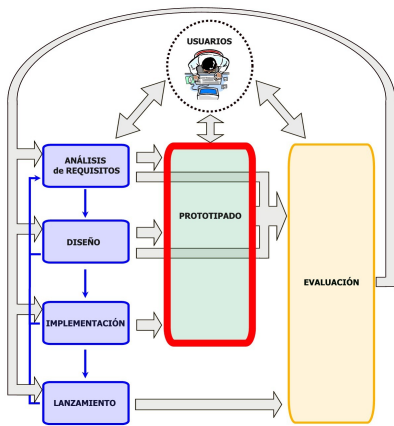 USUARIOS
ANÁLISIS
de REQUISITOS
PROTOTIPADO
DISEÑO
EVALUACIÓN
IMPLEMENTACIÓN
LANZAMIENTO